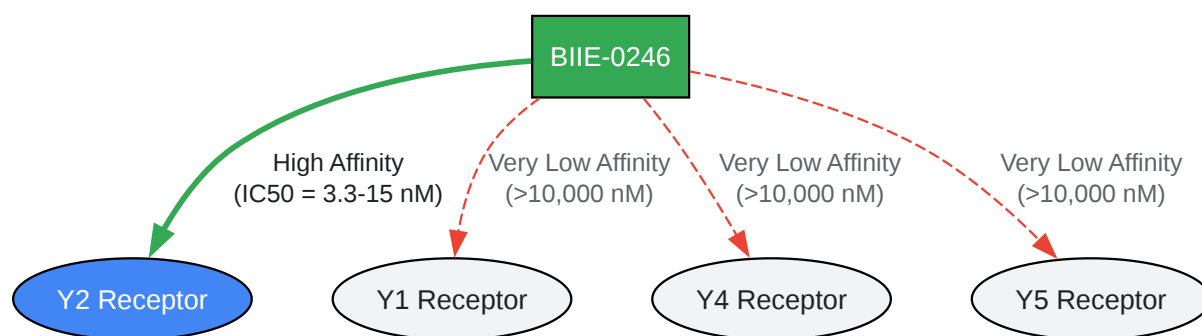 BIIE-0246
High Affinity
(IC50 = 3.3-15 nM)
Very Low Affinity
(>10,000 nM)
Very Low Affinity
(>10,000 nM)
Very Low Affinity
(>10,000 nM)
Y2 Receptor
Y1 Receptor
Y4 Receptor
Y5 Receptor